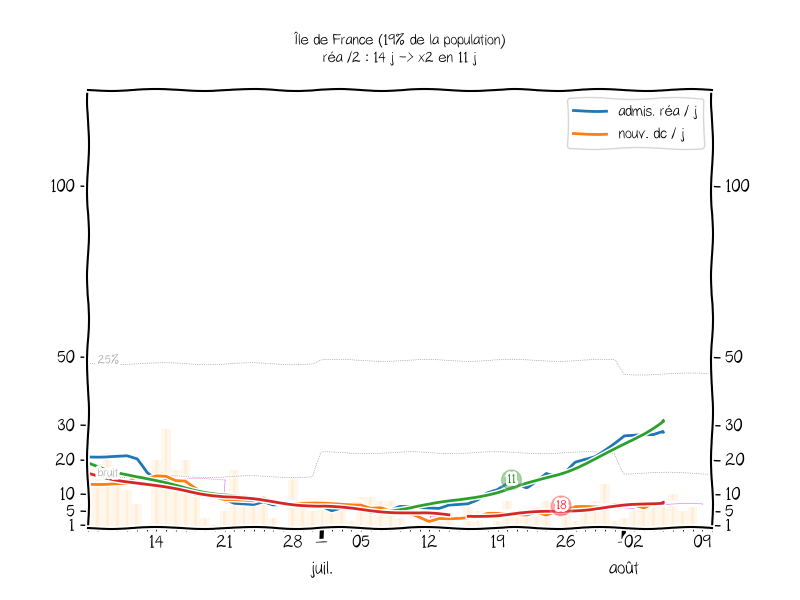 Île de France (19% de la population)
réa /2 : 14 j -> x2 en 11 j
admis. réa / j
nouv. dc / j
100 100
50 50
25%
30 30
20 20
bruit
11
10 10
18
5 5
1 1
14 21 28 05 12 19 26 02 09
juil. août